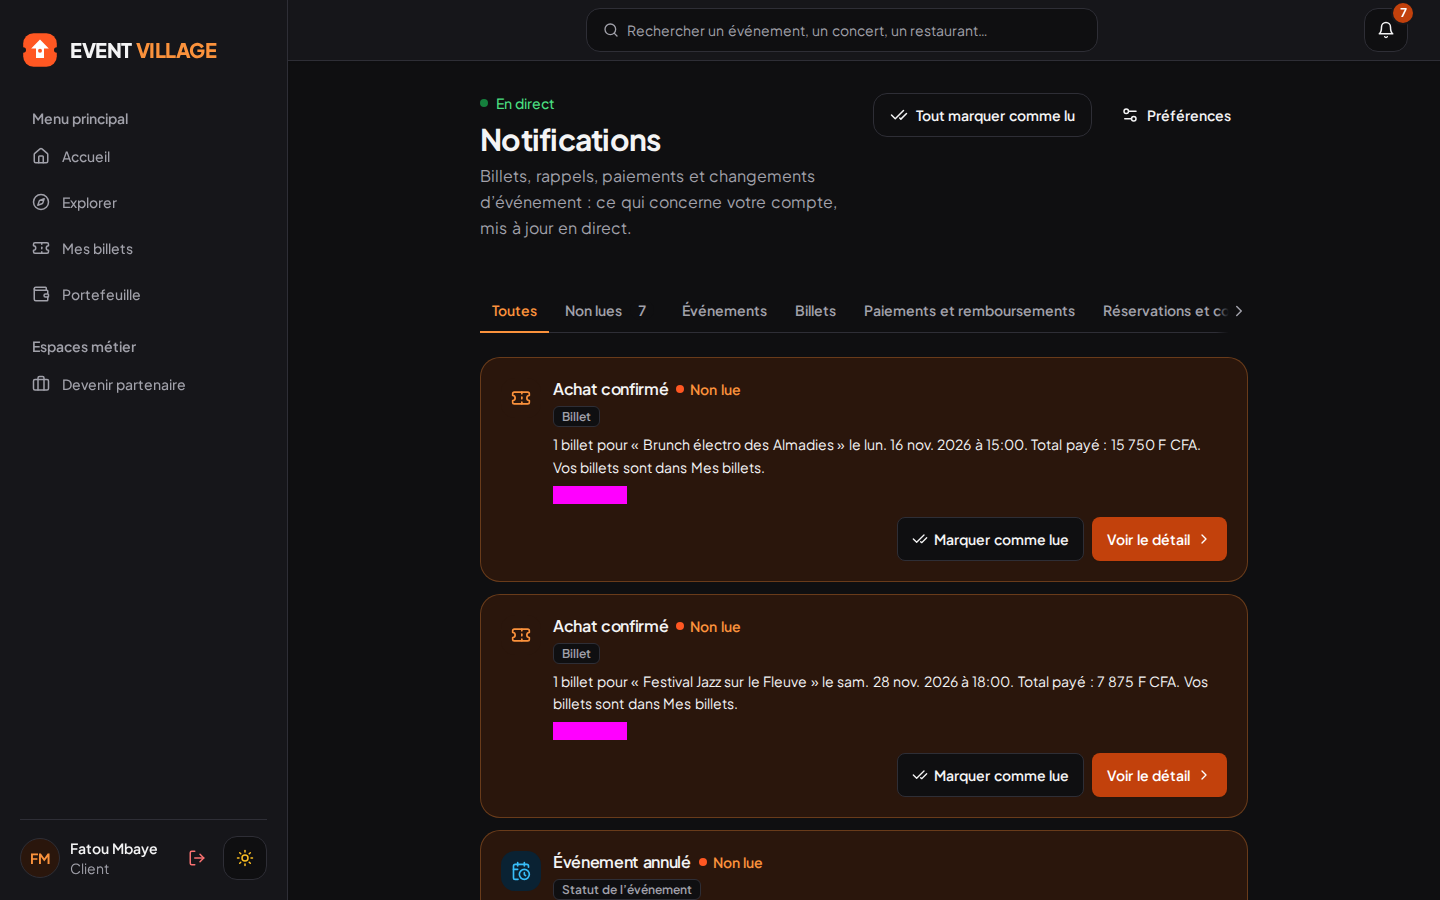 EVENT VILLAGE
Rechercher un événement, un concert, un restaurant…
7
Menu principal
Accueil
Explorer
Mes billets
Portefeuille
Espaces métier
Devenir partenaire
FM
Fatou Mbaye
Client
En direct
Notifications
Billets, rappels, paiements et changements
d’événement : ce qui concerne votre compte,
mis à jour en direct.
Tout marquer comme lu
Préférences
Toutes Non lues 7 Événements Billets Paiements et remboursements Réservations et
Achat confirmé Non lue
Billet
1 billet pour « Brunch électro des Almadies » le lun. 16 nov. 2026 à 15:00. Total payé : 15 750 F CFA.
Vos billets sont dans Mes billets.
Marquer comme lue Voir le détail
Achat confirmé Non lue
Billet
1 billet pour « Festival Jazz sur le Fleuve » le sam. 28 nov. 2026 à 18:00. Total payé : 7 875 F CFA. Vos
billets sont dans Mes billets.
Marquer comme lue Voir le détail
Événement annulé Non lue
Statut de l’événement